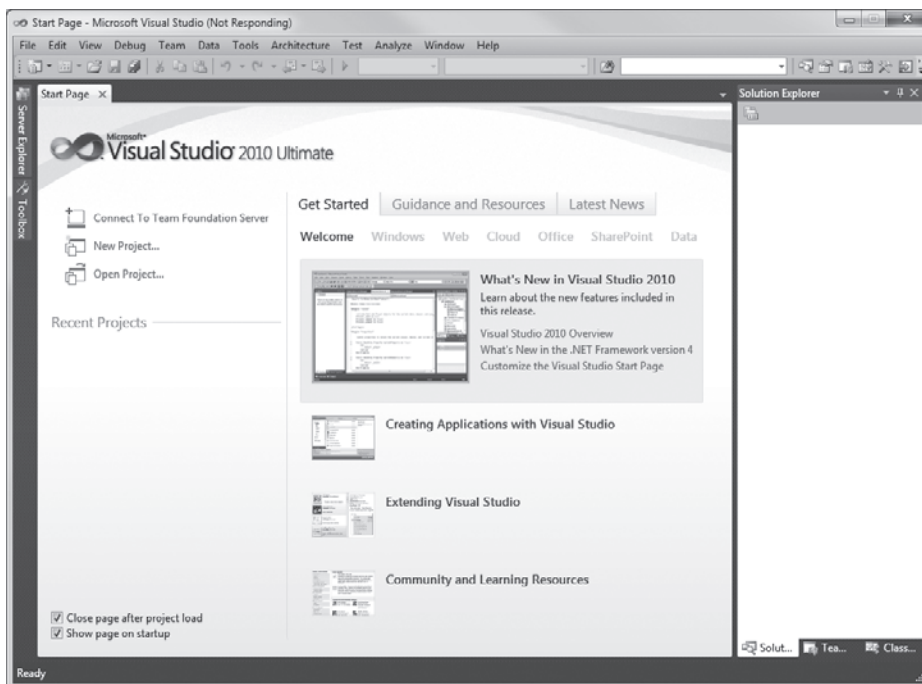 Start Page - Microsoft Visual Studio (Not Responding)
File Edit View Debug Team Data Tools Architecture Test Analyze Window Help
Server Explorer
Toolbox
Start Page
Microsoft®
Visual Studio® 2010 Ultimate
Connect To Team Foundation Server
New Project...
Open Project...
Recent Projects
Close page after project load
Show page on startup
Get Started Guidance and Resources Latest News
Welcome Windows Web Cloud Office SharePoint Data
What's New in Visual Studio 2010
Learn about the new features included in
this release.
Visual Studio 2010 Overview
What's New in the .NET Framework version 4
Customize the Visual Studio Start Page
Creating Applications with Visual Studio
Extending Visual Studio
Community and Learning Resources
Solution Explorer
Solut... Tea... Class...
Ready